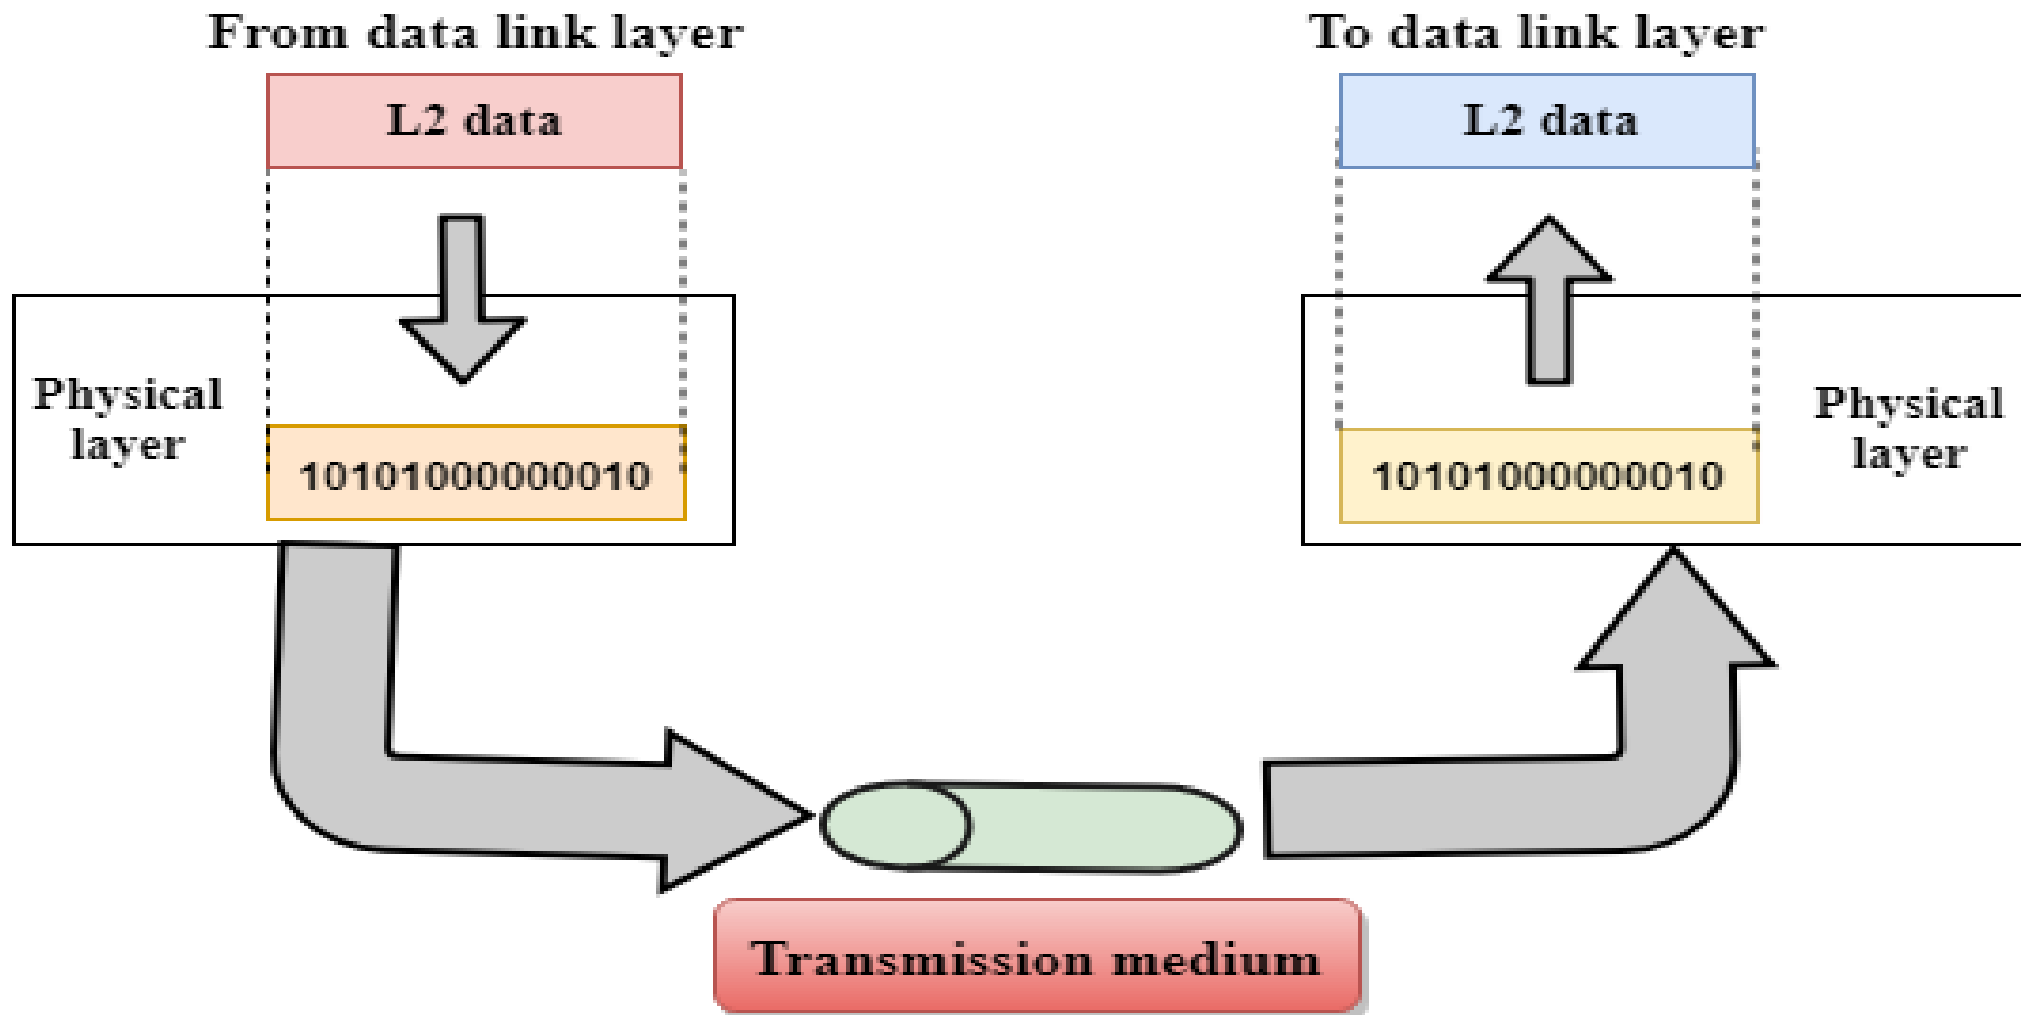 From data link layer
L2 data
Physical
layer
10101000000010
To data link layer
L2 data
10101000000010
Physical
layer
Transmission medium